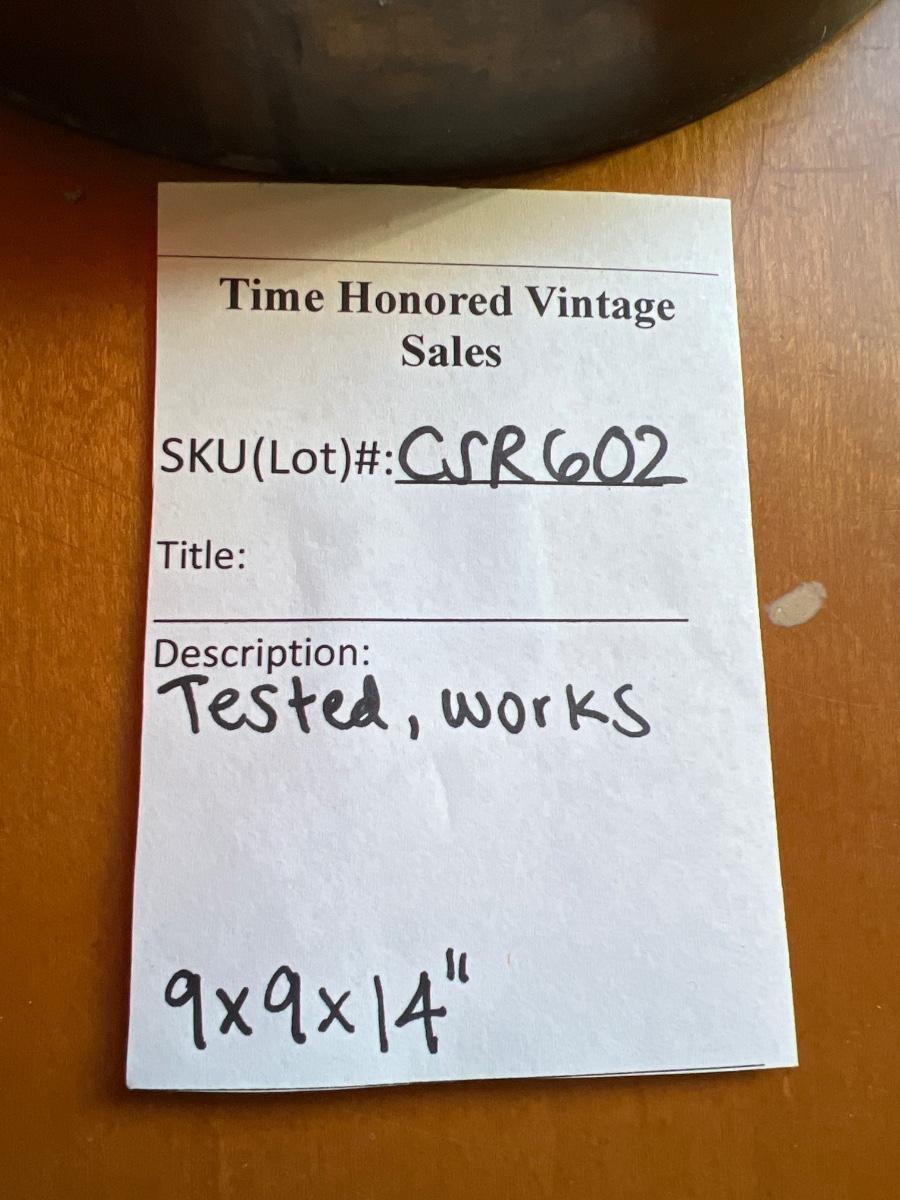 Time Honored Vintage
Sales
SKU(Lot)#: CSR602
Title:
Description:
Tested, works
9x9x14"